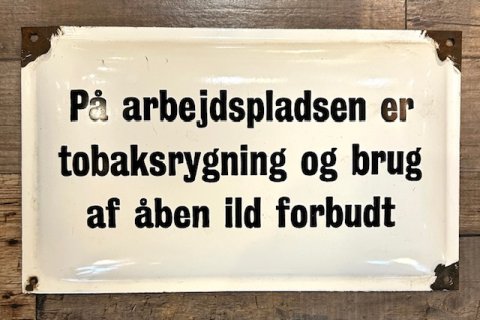 På arbejdspladsen er
tobaksrygning og brug
af åben ild forbudt